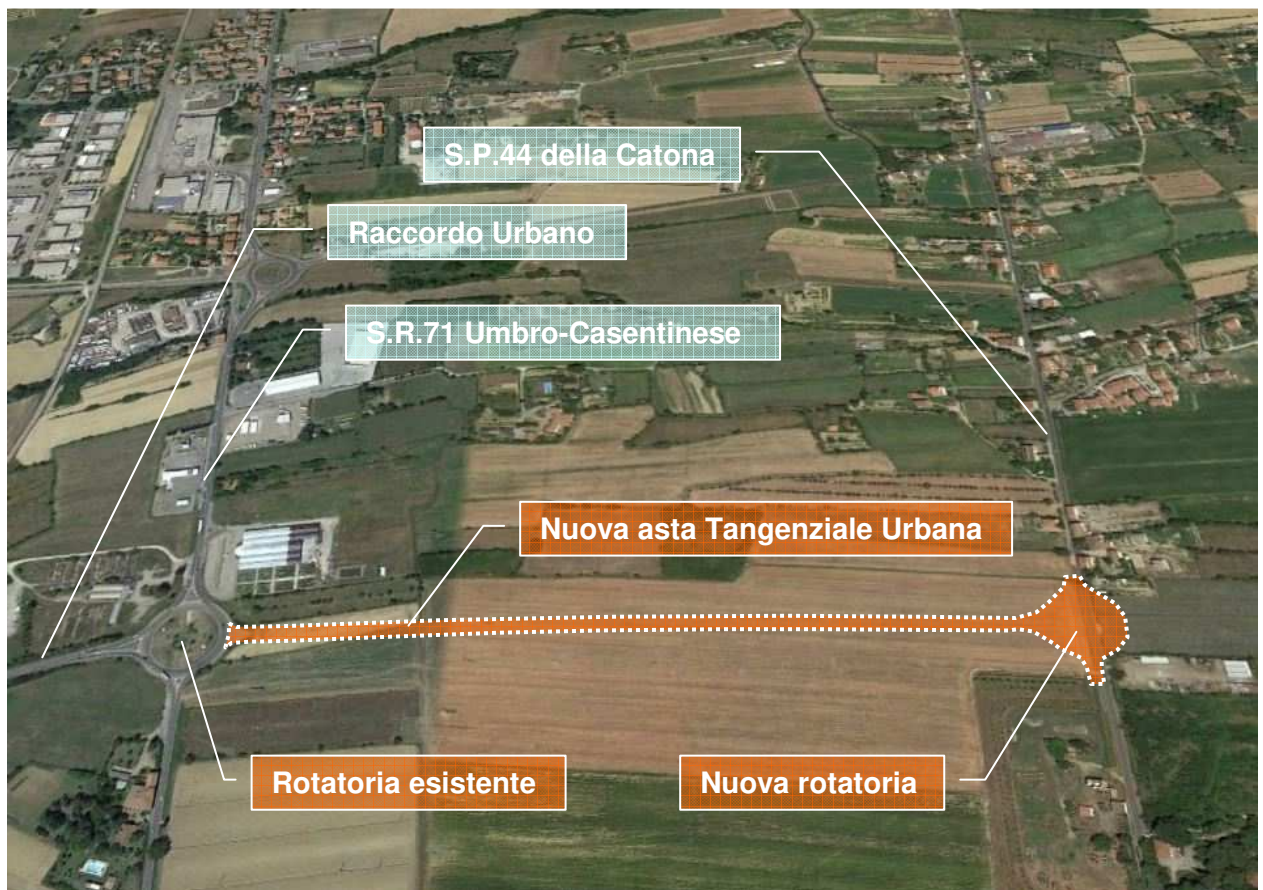 S.P.44 della Catona
Raccordo Urbano
S.R.71 Umbro-Casentinese
Nuova asta Tangenziale Urbana
Rotatoria esistente
Nuova rotatoria